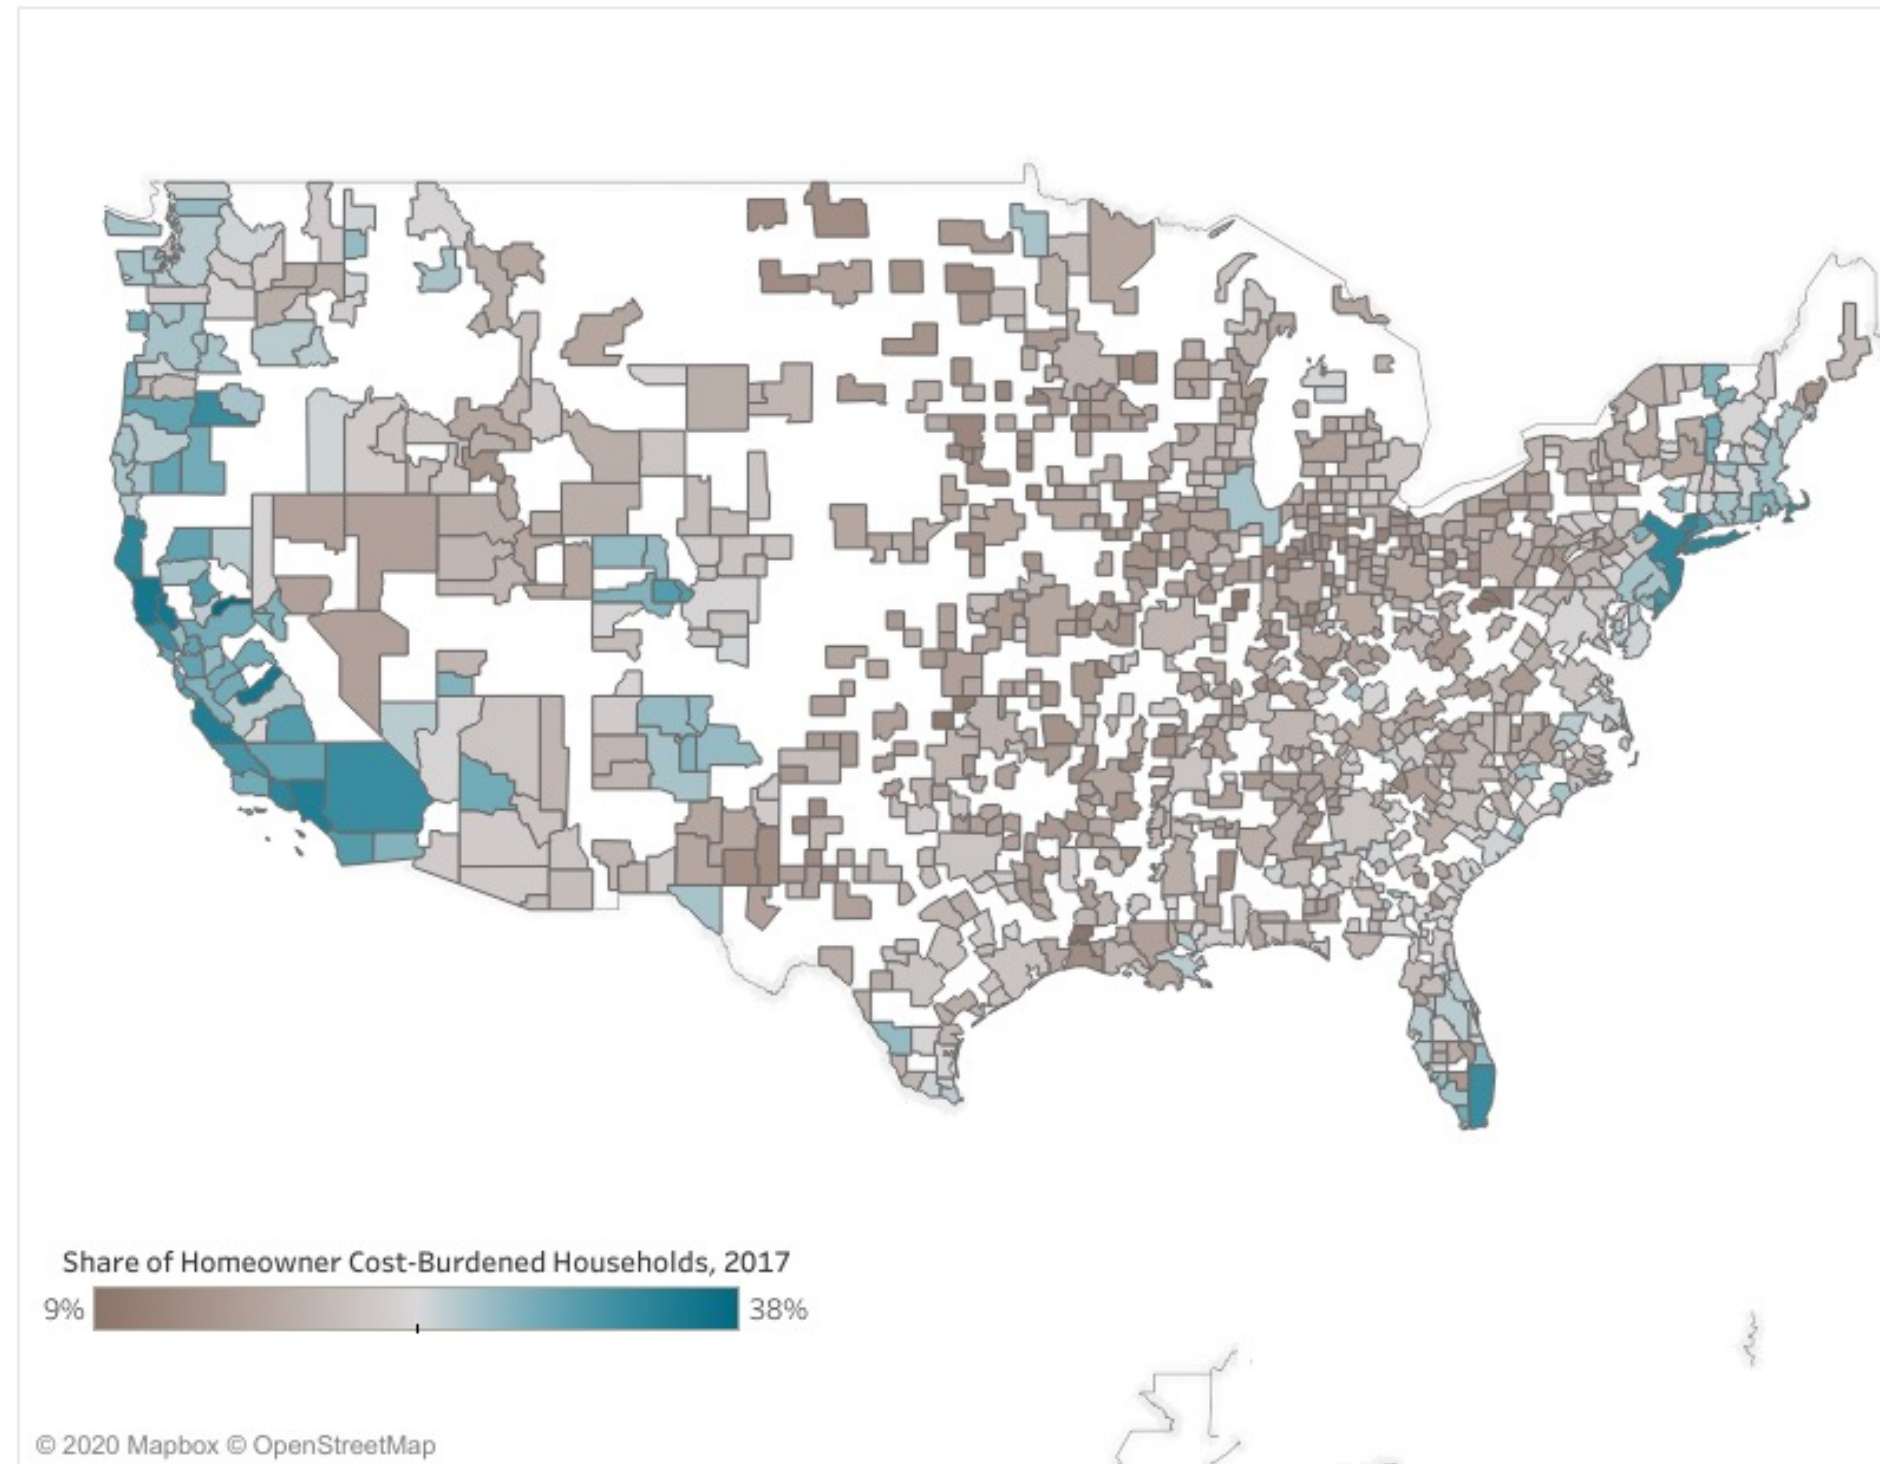 Share of Homeowner Cost-Burdened Households, 2017
9% 38%
© 2020 Mapbox © OpenStreetMap